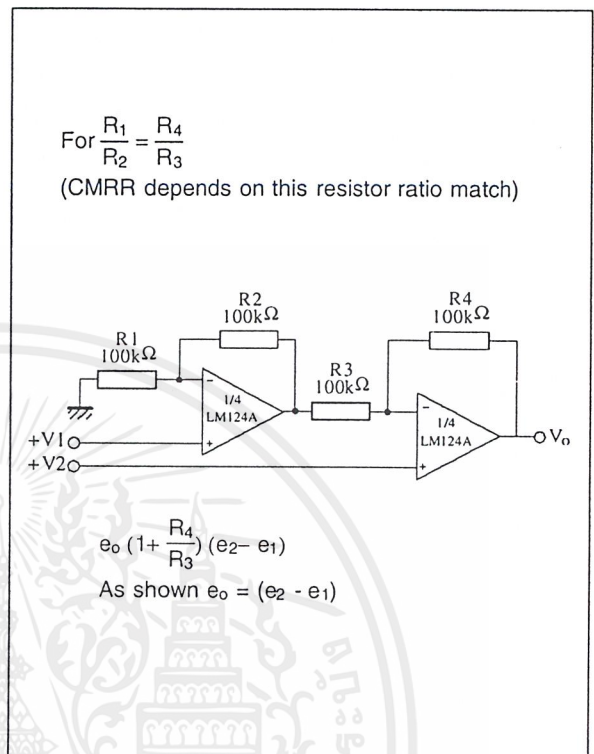 For R1/R2 = R4/R3
(CMRR depends on this resistor ratio match)
R2
100kΩ
R4
100kΩ
R1
100kΩ
R3
100kΩ
-
1/4
LM124A
+
-
1/4
LM124A
+
Vo
+V1
+V2
eo (1+ R4/R3) (e2– e1)
As shown eo = (e2 - e1)